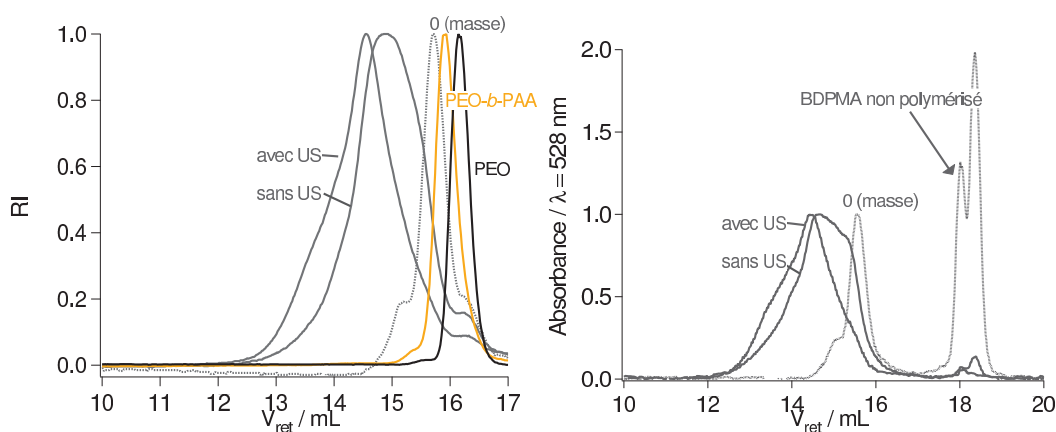 0 (masse)
1.0
PEO-b-PAA
0.8
avec US
PEO
0.6
sans US
RI
0.4
0.2
0.0
10 11 12 13 14 15 16 17
Vret / mL
2.0
BDPMA non polymérisé
1.5
Absorbance / λ = 528 nm
0 (masse)
1.0
avec US
sans US
0.5
0.0
10 12 14 16 18 20
Vret / mL